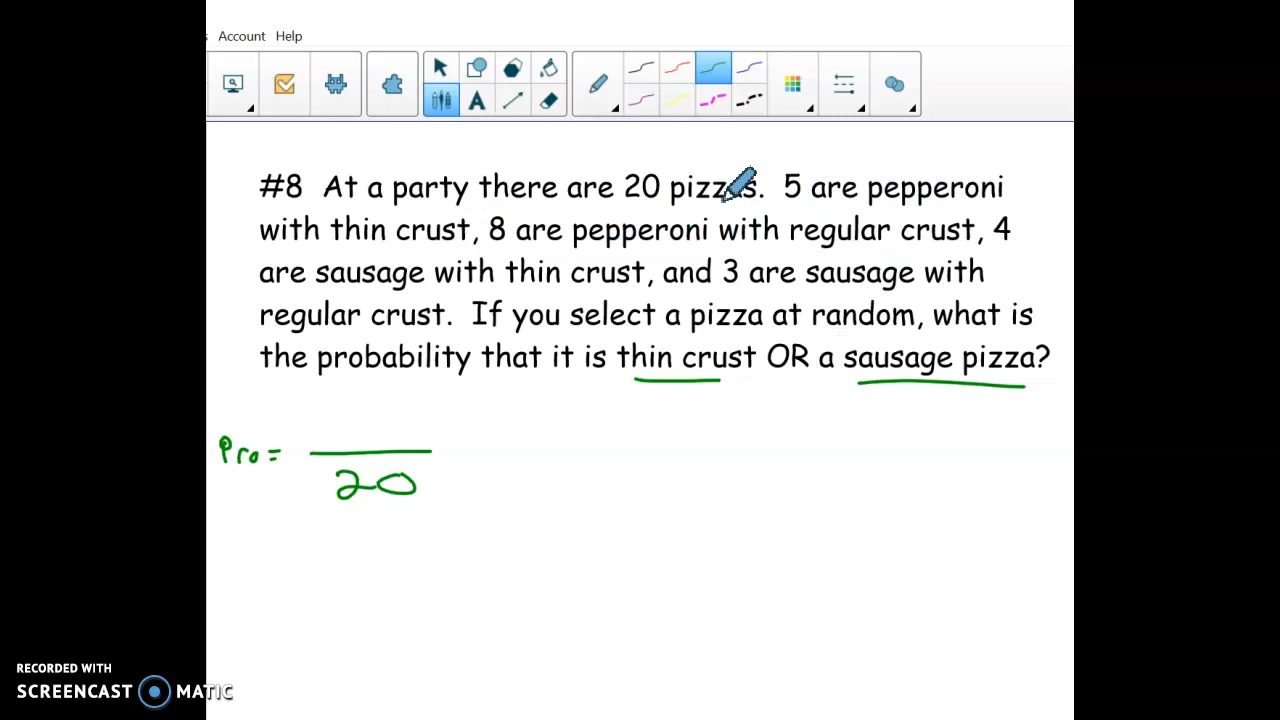 Account Help
#8 At a party there are 20 pizzas. 5 are pepperoni
with thin crust, 8 are pepperoni with regular crust, 4
are sausage with thin crust, and 3 are sausage with
regular crust. If you select a pizza at random, what is
the probability that it is thin crust OR a sausage pizza?
Pro =
20
RECORDED WITH
SCREENCAST MATIC